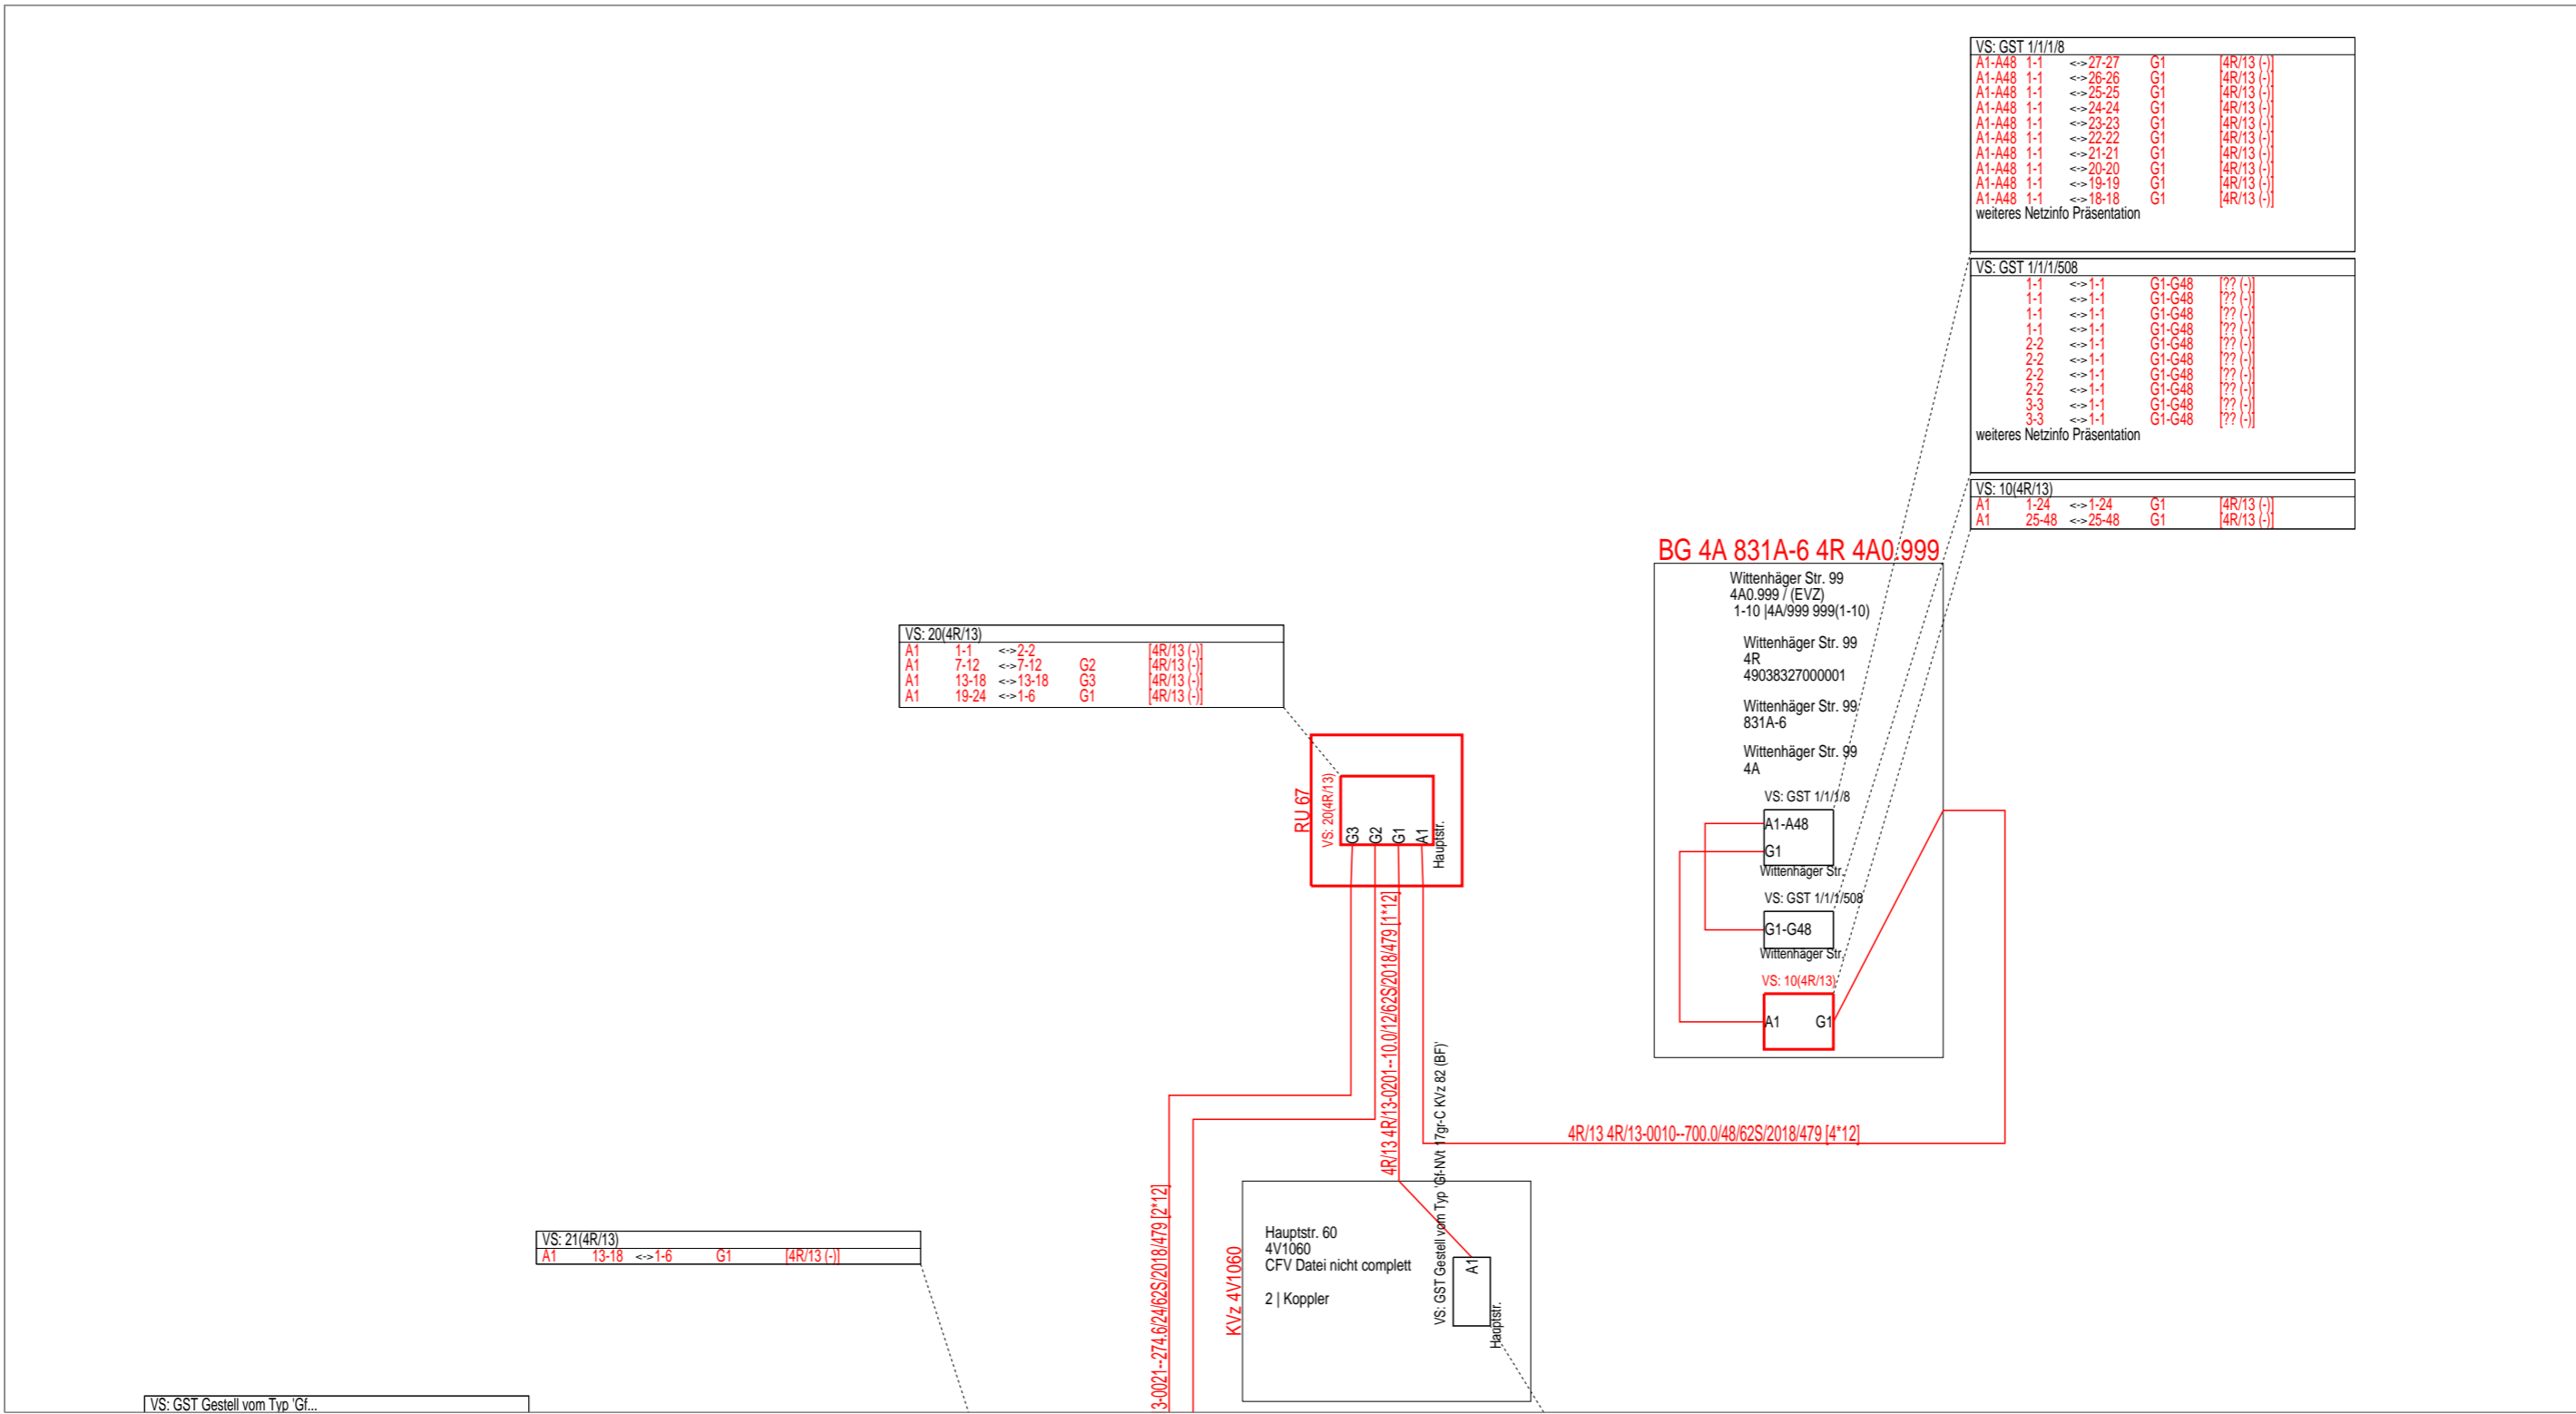 VS: GST 1/1/1/8
A1-A48 1-1 <->27-27 G1 [4R/13 (-)]
A1-A48 1-1 <->26-26 G1 [4R/13 (-)]
A1-A48 1-1 <->25-25 G1 [4R/13 (-)]
A1-A48 1-1 <->24-24 G1 [4R/13 (-)]
A1-A48 1-1 <->23-23 G1 [4R/13 (-)]
A1-A48 1-1 <->22-22 G1 [4R/13 (-)]
A1-A48 1-1 <->21-21 G1 [4R/13 (-)]
A1-A48 1-1 <->20-20 G1 [4R/13 (-)]
A1-A48 1-1 <->19-19 G1 [4R/13 (-)]
A1-A48 1-1 <->18-18 G1 [4R/13 (-)]
weiteres Netzinfo Präsentation
VS: GST 1/1/1/508
1-1 <->1-1 G1-G48 [?? (-)]
1-1 <->1-1 G1-G48 [?? (-)]
1-1 <->1-1 G1-G48 [?? (-)]
1-1 <->1-1 G1-G48 [?? (-)]
2-2 <->1-1 G1-G48 [?? (-)]
2-2 <->1-1 G1-G48 [?? (-)]
2-2 <->1-1 G1-G48 [?? (-)]
2-2 <->1-1 G1-G48 [?? (-)]
3-3 <->1-1 G1-G48 [?? (-)]
3-3 <->1-1 G1-G48 [?? (-)]
weiteres Netzinfo Präsentation
VS: 10(4R/13)
A1 1-24 <->1-24 G1 [4R/13 (-)]
A1 25-48 <->25-48 G1 [4R/13 (-)]
BG 4A 831A-6 4R 4A0.999
Wittenhäger Str. 99
4A0.999 / (EVZ)
1-10 |4A/999 999(1-10)
Wittenhäger Str. 99
4R
49038327000001
Wittenhäger Str. 99
831A-6
Wittenhäger Str. 99
4A
VS: GST 1/1/1/8
A1-A48
G1
Wittenhäger Str.
VS: GST 1/1/1/508
G1-G48
Wittenhäger Str.
VS: 10(4R/13)
A1 G1
VS: 20(4R/13)
A1 1-1 <->2-2 [4R/13 (-)]
A1 7-12 <->7-12 G2 [4R/13 (-)]
A1 13-18 <->13-18 G3 [4R/13 (-)]
A1 19-24 <->1-6 G1 [4R/13 (-)]
RU 67
VS: 20(4R/13)
G3
G2
G1
A1
Hauptstr.
4R/13 4R/13-0201--10.0/12/62S/2018/479 [1*12]
4R/13 4R/13-0010--700.0/48/62S/2018/479 [4*12]
3-0021--274.6/24/62S/2018/479 [2*12]
KVz 4V1060
Hauptstr. 60
4V1060
CFV Datei nicht complett
2 | Koppler
VS: GST Gestell vom Typ 'Gf-NVt 17gr-C KVz 82 (BF)'
A1
Hauptstr.
VS: 21(4R/13)
A1 13-18 <->1-6 G1 [4R/13 (-)]
VS: GST Gestell vom Typ 'Gf...